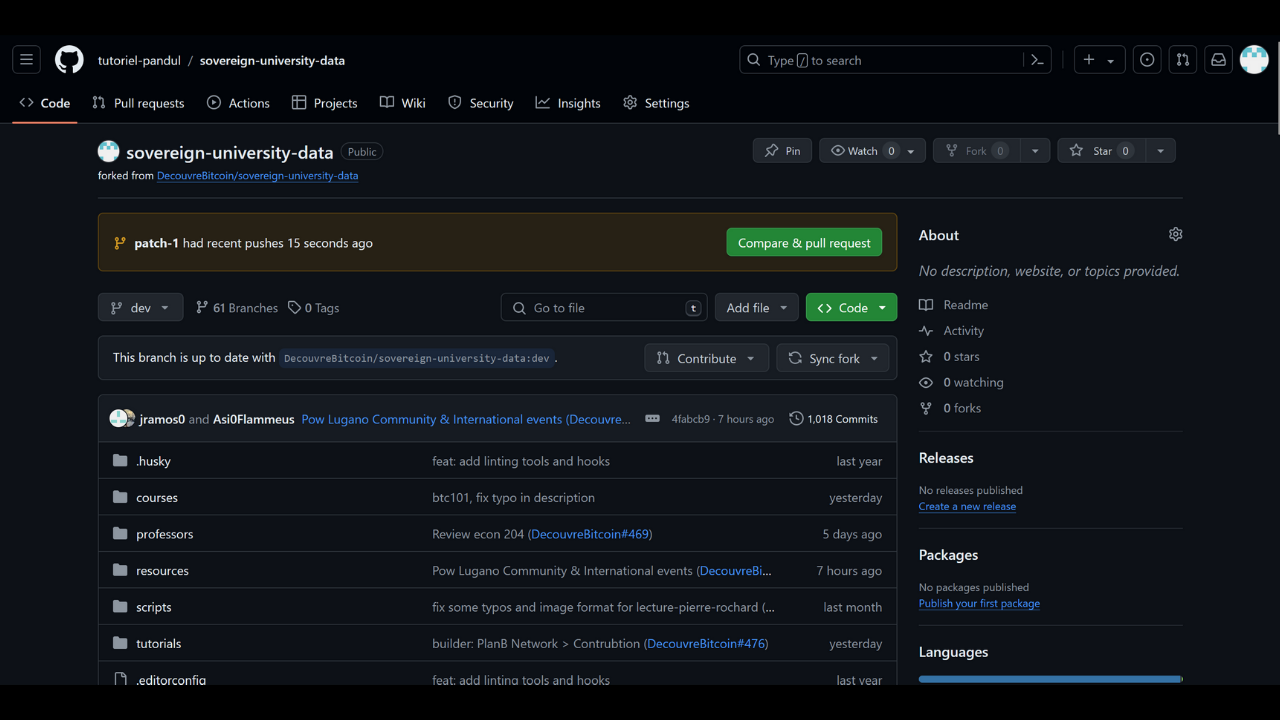 tutoriel-pandul / sovereign-university-data
Type / to search
Code Pull requests Actions Projects Wiki Security Insights Settings
sovereign-university-data Public
Pin Watch 0 Fork 0 Star 0
forked from DecouvreBitcoin/sovereign-university-data
patch-1 had recent pushes 15 seconds ago
Compare & pull request
dev 61 Branches 0 Tags
Go to file t Add file Code
This branch is up to date with DecouvreBitcoin/sovereign-university-data:dev.
Contribute Sync fork
jramos0 and Asi0Flammeus Pow Lugano Community & International events (Decouvre... 4fabcb9 · 7 hours ago 1,018 Commits
.husky feat: add linting tools and hooks last year
courses btc101, fix typo in description yesterday
professors Review econ 204 (DecouvreBitcoin#469) 5 days ago
resources Pow Lugano Community & International events (DecouvreBi... 7 hours ago
scripts fix some typos and image format for lecture-pierre-rochard (... last month
tutorials builder: PlanB Network > Contrubtion (DecouvreBitcoin#476) yesterday
.editorconfig feat: add linting tools and hooks last year
About
No description, website, or topics provided.
Readme
Activity
0 stars
0 watching
0 forks
Releases
No releases published
Create a new release
Packages
No packages published
Publish your first package
Languages